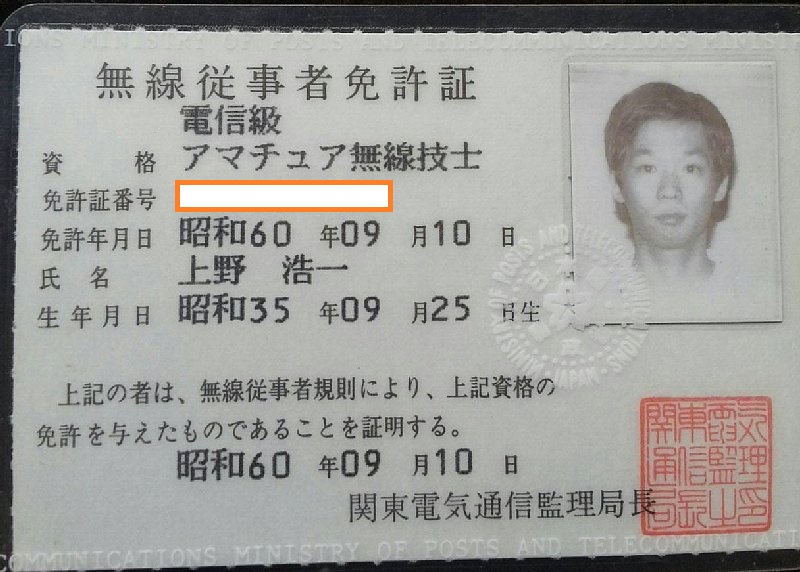 IONS MINISTRY OF POSTS AND TELECOMMUNICATIONS MINIST
無線従事者免許証
電信級
資格 アマチュア無線技士
免許証番号
免許年月日 昭和60年09月10日
氏名 上野 浩一
生年月日 昭和35年09月25日生
上記の者は、無線従事者規則により、上記資格の
免許を与えたものであることを証明する。
昭和60年09月10日
関東電気通信監理局長
COMMUNICATIONS MINISTRY OF POSTS AND TELECOMMUNICATIONS